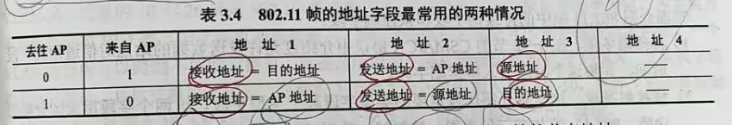 表 3.4 802.11 帧的地址字段最常用的两种情况
去往 AP 来自 AP 地 址 1 地 址 2 地 址 3 地 址 4
0 1 接收地址 = 目的地址 发送地址 = AP 地址 源地址 ——
1 0 接收地址 = AP 地址 发送地址 = 源地址 目的地址 ——